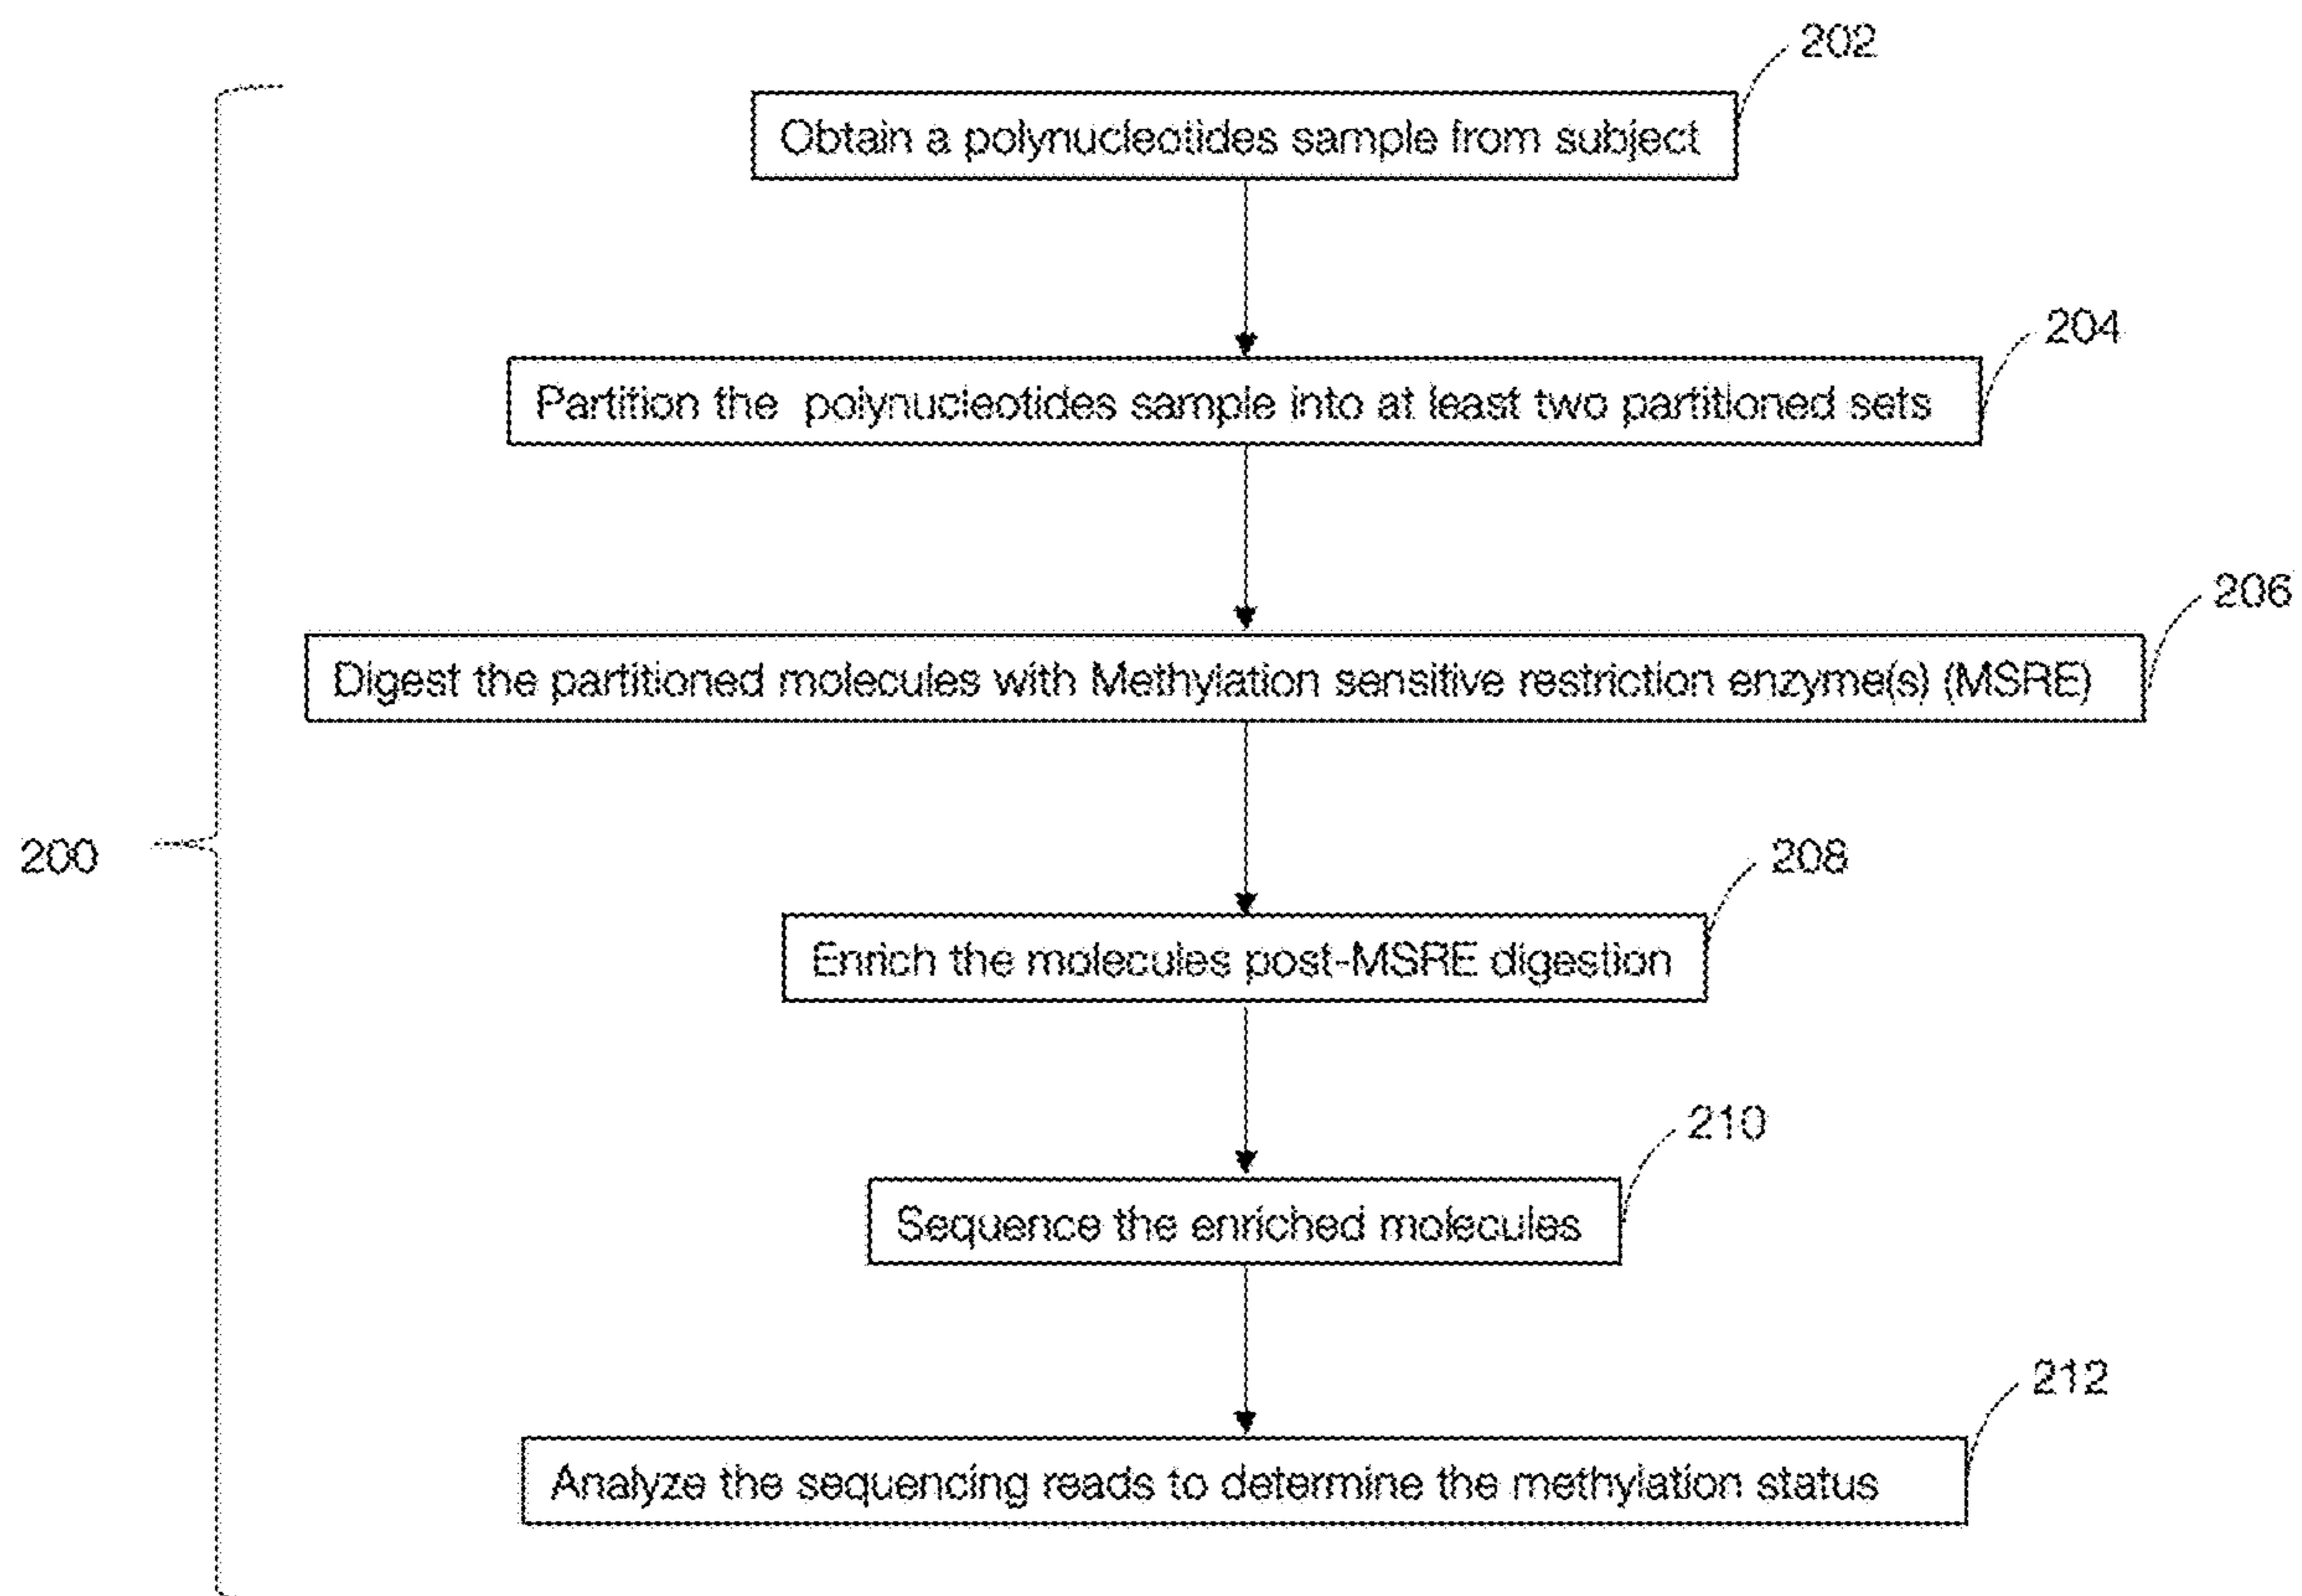 202
Obtain a polynucleotides sample from subject
204
Partition the polynucleotides sample into at least two partitioned sets
206
Digest the partitioned molecules with Methylation sensitive restriction enzyme(s) (MSRE)
200
208
Enrich the molecules post-MSRE digestion
210
Sequence the enriched molecules
212
Analyze the sequencing reads to determine the methylation status